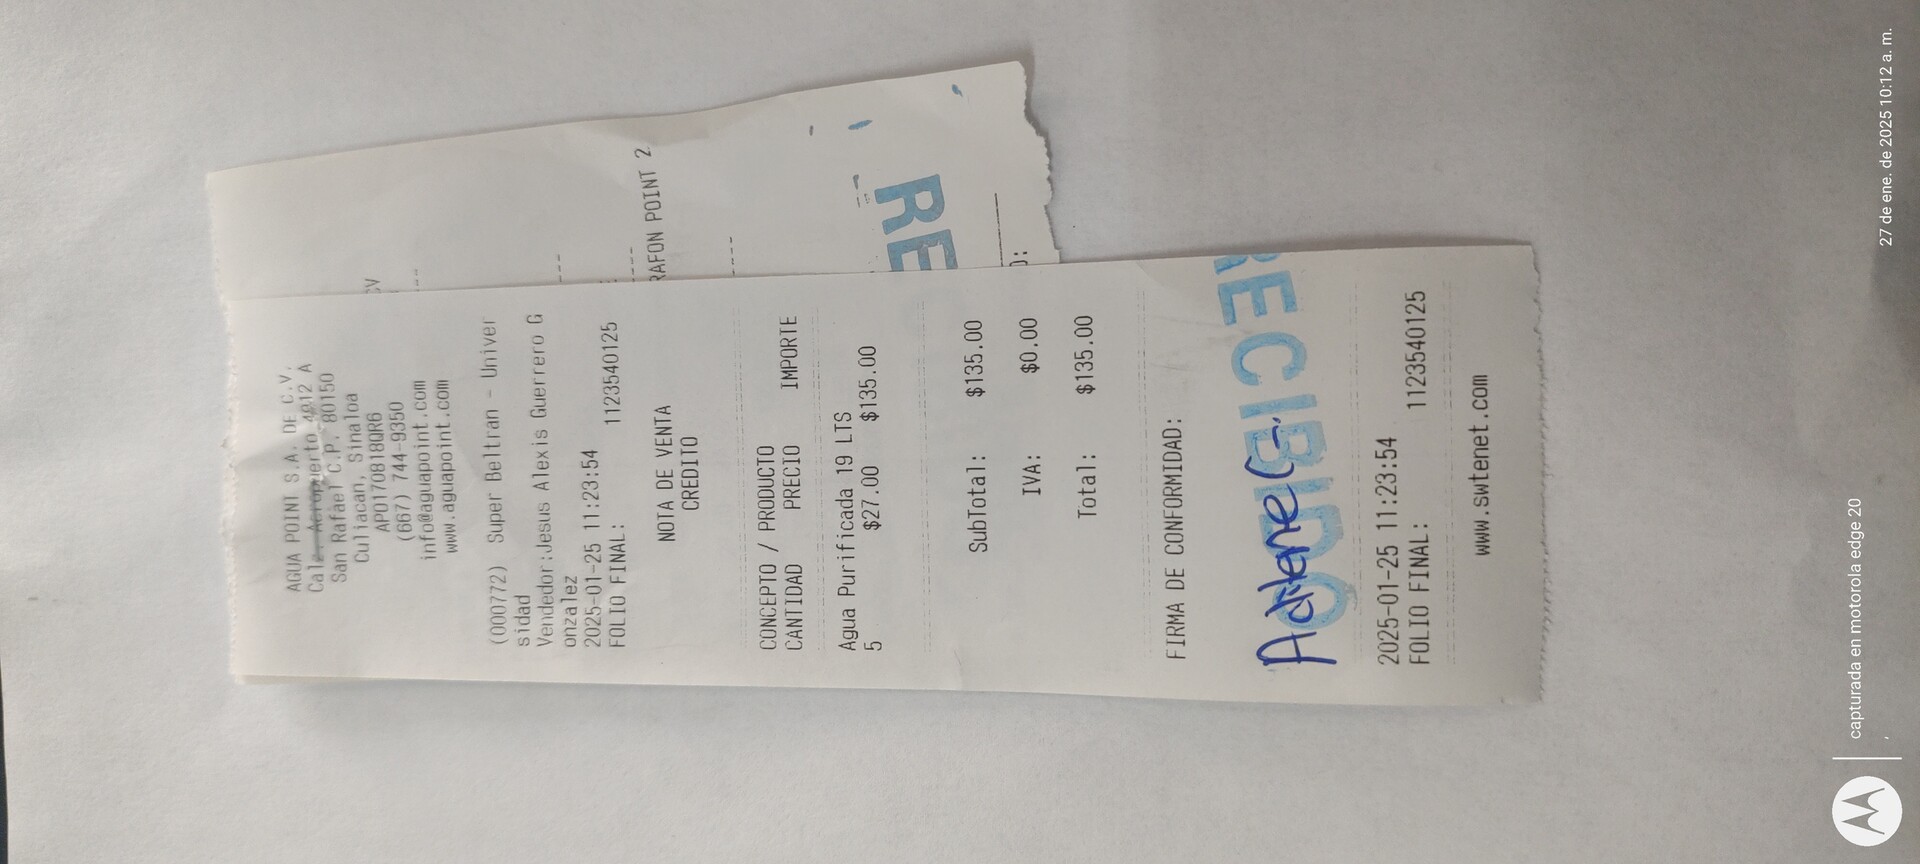 AGUA POINT S.A. DE C.V.
Calz. Aeropuerto 4812 A
San Rafael C.P. 80150
Culiacan, Sinaloa
APO170818QR6
(667) 744-9350
info@aguapoint.com
www.aguapoint.com
(000772) Super Beltran - Univer
sidad
Vendedor:Jesus Alexis Guerrero G
onzalez
2025-01-25 11:23:54
FOLIO FINAL: 1123540125
NOTA DE VENTA
CREDITO
CONCEPTO / PRODUCTO
CANTIDAD PRECIO IMPORTE
Agua Purificada 19 LTS
5 $27.00 $135.00
SubTotal: $135.00
IVA: $0.00
Total: $135.00
FIRMA DE CONFORMIDAD:
RECIBIDO
2025-01-25 11:23:54
FOLIO FINAL: 1123540125
www.swtenet.com
CV
RAFON POINT 2
RE
O:
capturada en motorola edge 20
27 de ene. de 2025 10:12 a. m.